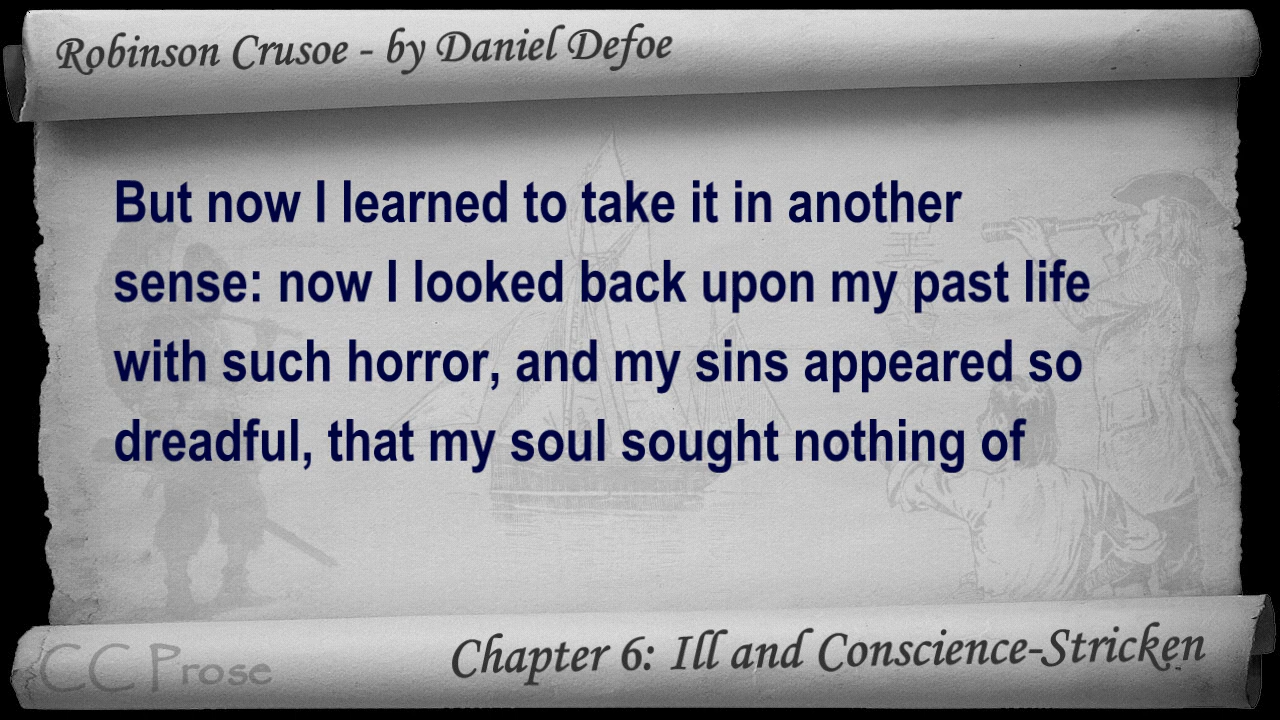 Robinson Crusoe - by Daniel Defoe
But now I learned to take it in another
sense: now I looked back upon my past life
with such horror, and my sins appeared so
dreadful, that my soul sought nothing of
CC Prose
Chapter 6: Ill and Conscience-Stricken